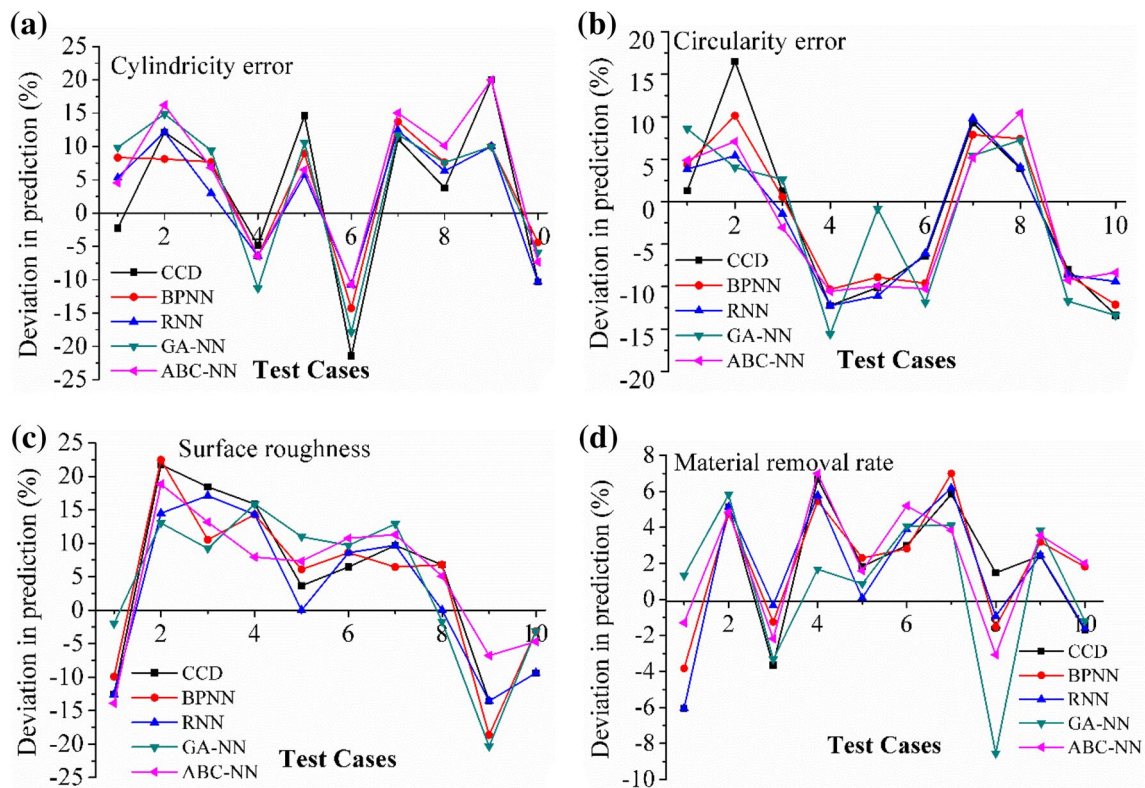 (a)
Cylindricity error
Deviation in prediction (%)
25
20
15
10
5
0
-5
-10
-15
-20
-25
2
4
6
8
10
CCD
BPNN
RNN
GA-NN
ABC-NN
Test Cases
(b)
Circularity error
Deviation in prediction (%)
20
15
10
5
0
-5
-10
-15
-20
2
4
6
8
10
CCD
BPNN
RNN
GA-NN
ABC-NN
Test Cases
(c)
Surface roughness
Deviation in prediction (%)
25
20
15
10
5
0
-5
-10
-15
-20
-25
2
4
6
8
10
CCD
BPNN
RNN
GA-NN
ABC-NN
Test Cases
(d)
Material removal rate
Deviation in prediction (%)
8
6
4
2
0
-2
-4
-6
-8
-10
2
4
6
8
10
CCD
BPNN
RNN
GA-NN
ABC-NN
Test Cases